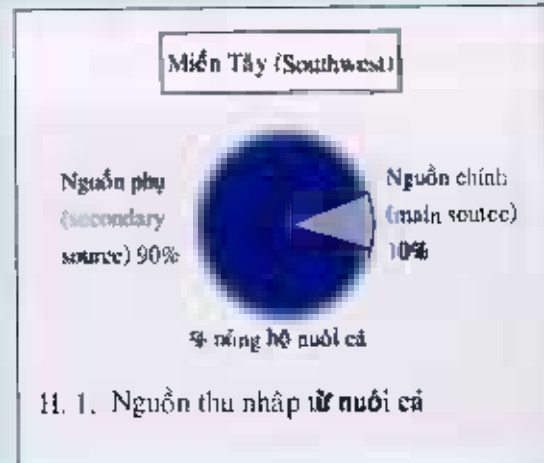 Miền Tây (Southwest)
Nguồn phụ
(secondary
source) 90%
Nguồn chính
(main source)
10%
% nông hộ nuôi cá
H. 1. Nguồn thu nhập từ nuôi cá